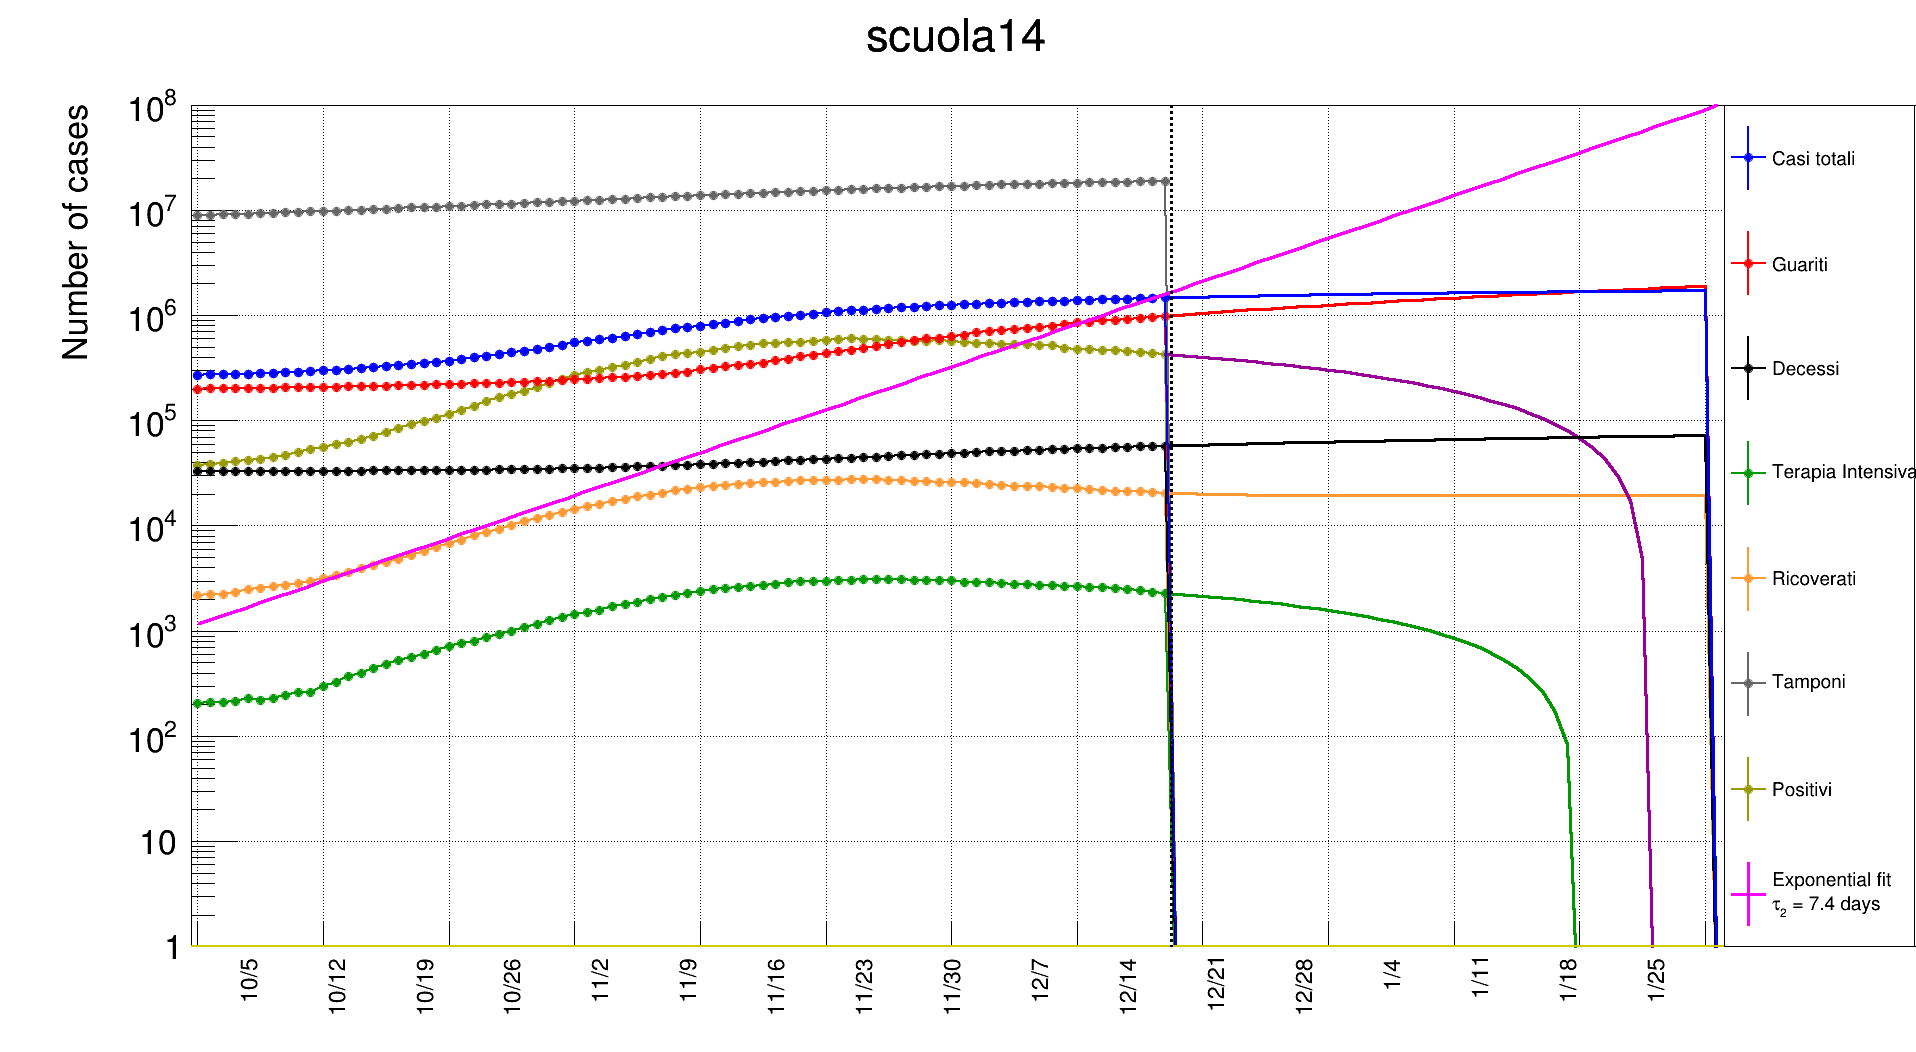 scuola14
Number of cases
10^8
10^7
10^6
10^5
10^4
10^3
10^2
10
1
10/5
10/12
10/19
10/26
11/2
11/9
11/16
11/23
11/30
12/7
12/14
12/21
12/28
1/4
1/11
1/18
1/25
Casi totali
Guariti
Decessi
Terapia Intensiva
Ricoverati
Tamponi
Positivi
Exponential fit
τ_2 = 7.4 days